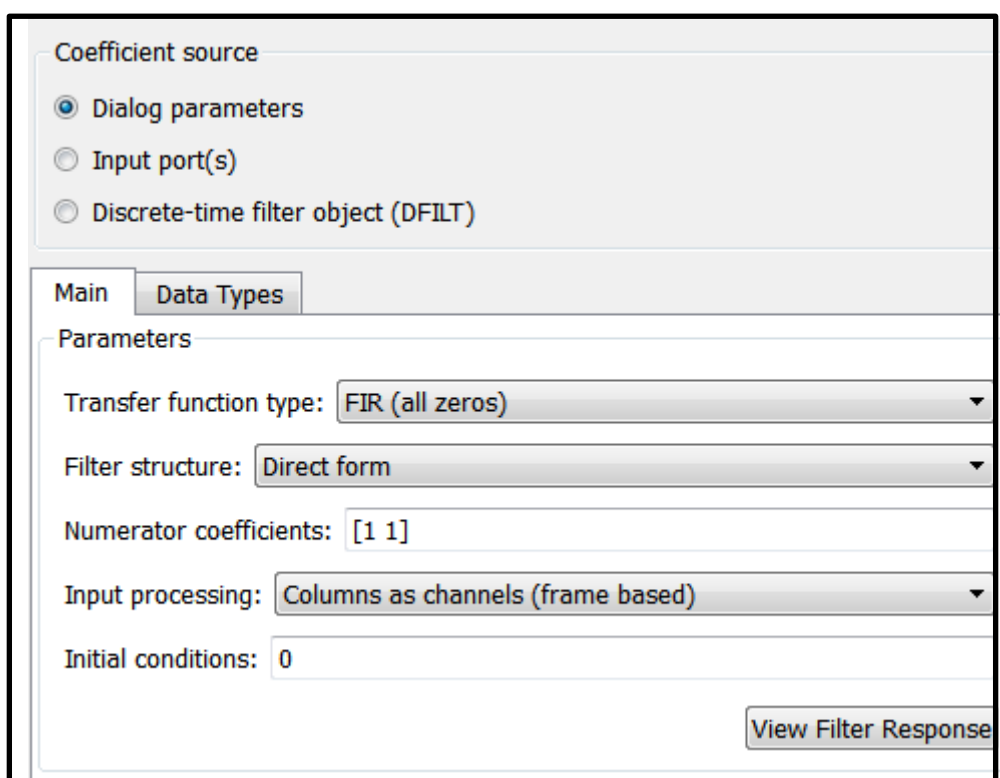 Coefficient source
Dialog parameters
Input port(s)
Discrete-time filter object (DFILT)
Main Data Types
Parameters
Transfer function type: FIR (all zeros)
Filter structure: Direct form
Numerator coefficients: [1 1]
Input processing: Columns as channels (frame based)
Initial conditions: 0
View Filter Response